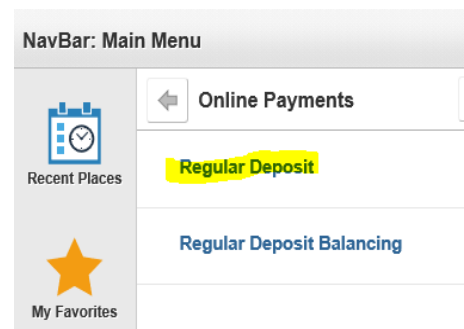 NavBar: Main Menu
Online Payments
Recent Places
Regular Deposit
Regular Deposit Balancing
My Favorites